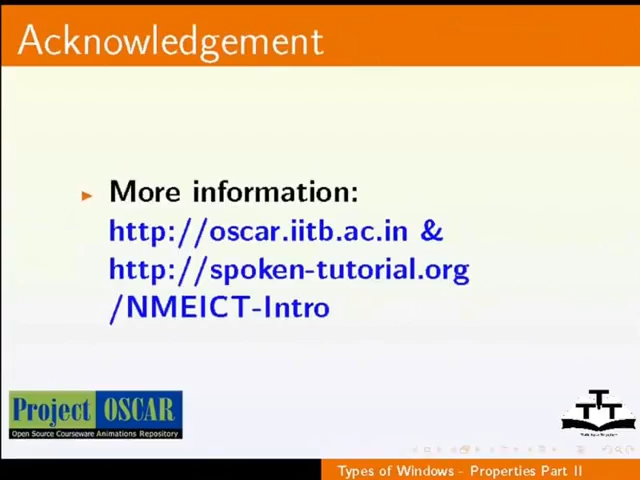 Acknowledgement
More information:
http://oscar.iitb.ac.in &
http://spoken-tutorial.org
/NMEICT-Intro
Project OSCAR
Open Source Courseware Animations Repository
TTT
Types of Windows - Properties Part II